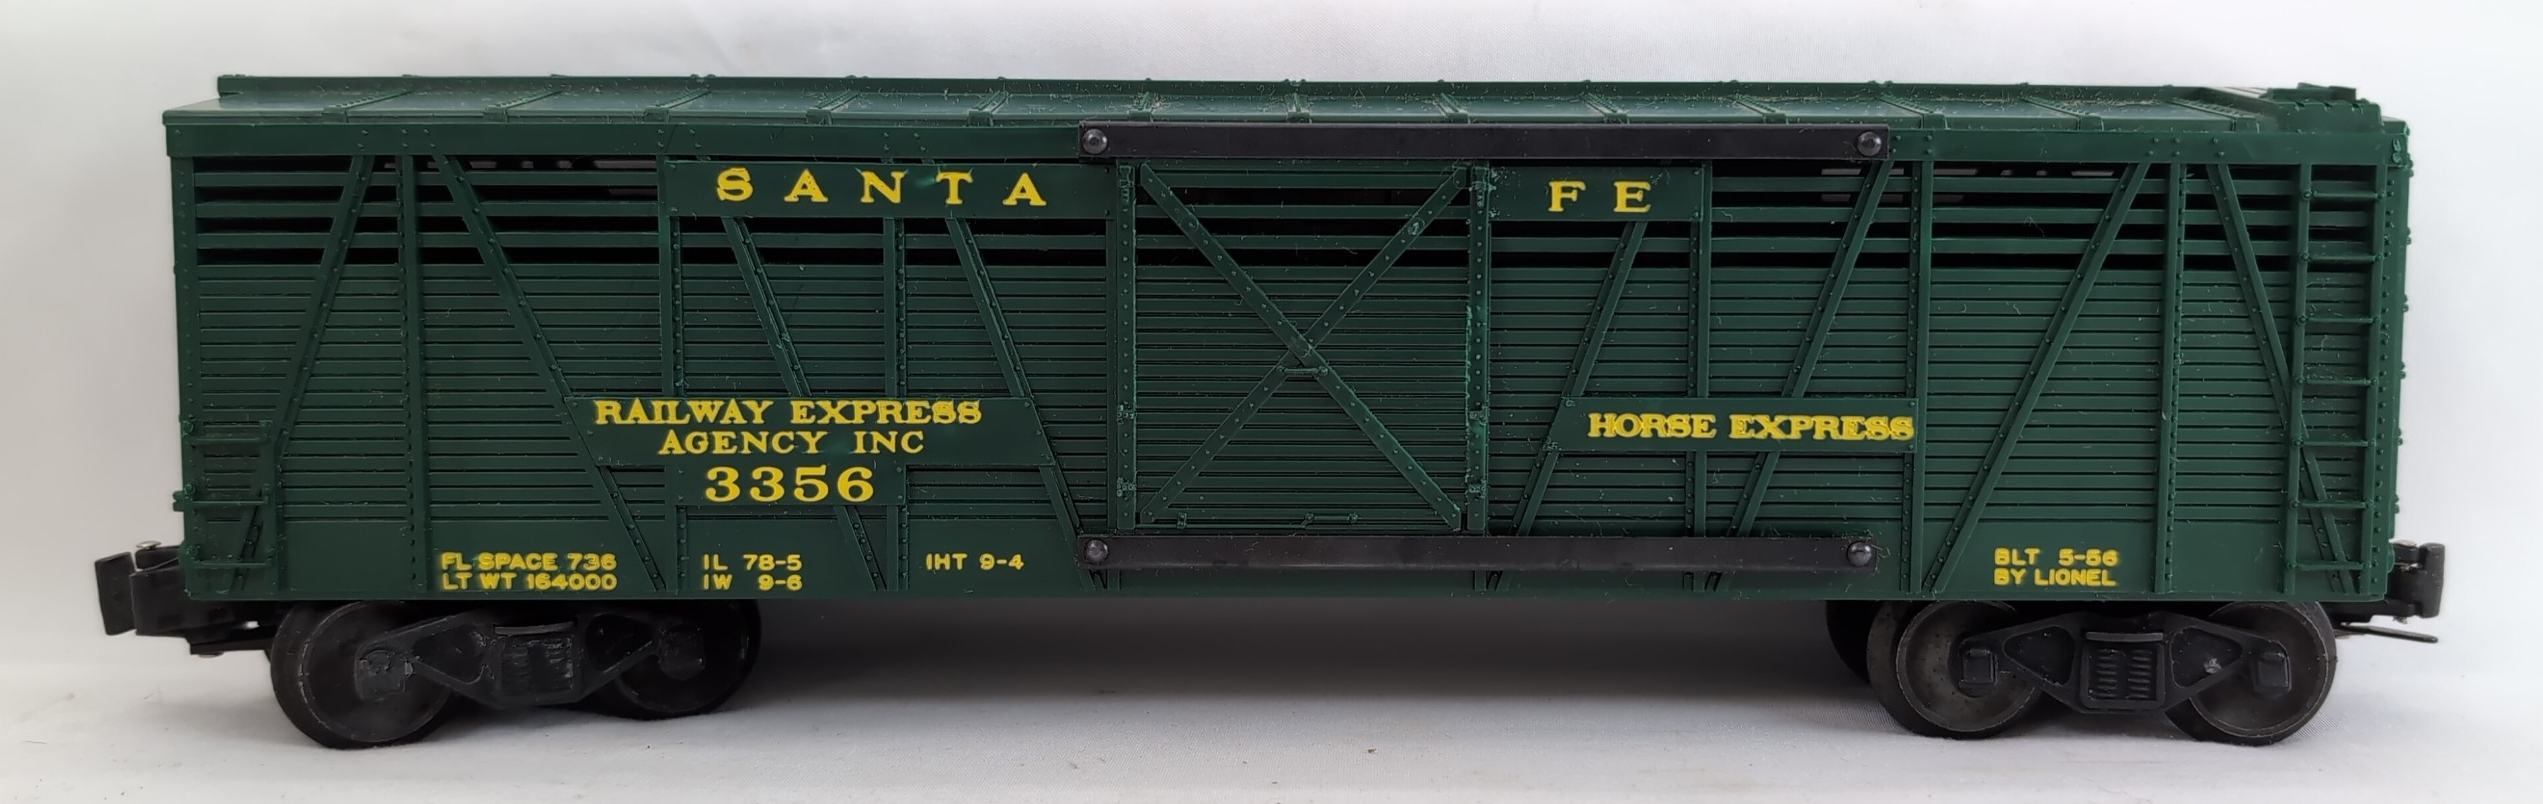 SANTA FE
RAILWAY EXPRESS
AGENCY INC
3356
HORSE EXPRESS
FL SPACE 736
LT WT 164000
IL 78-5
IW 9-6
IHT 9-4
BLT 5-56
BY LIONEL